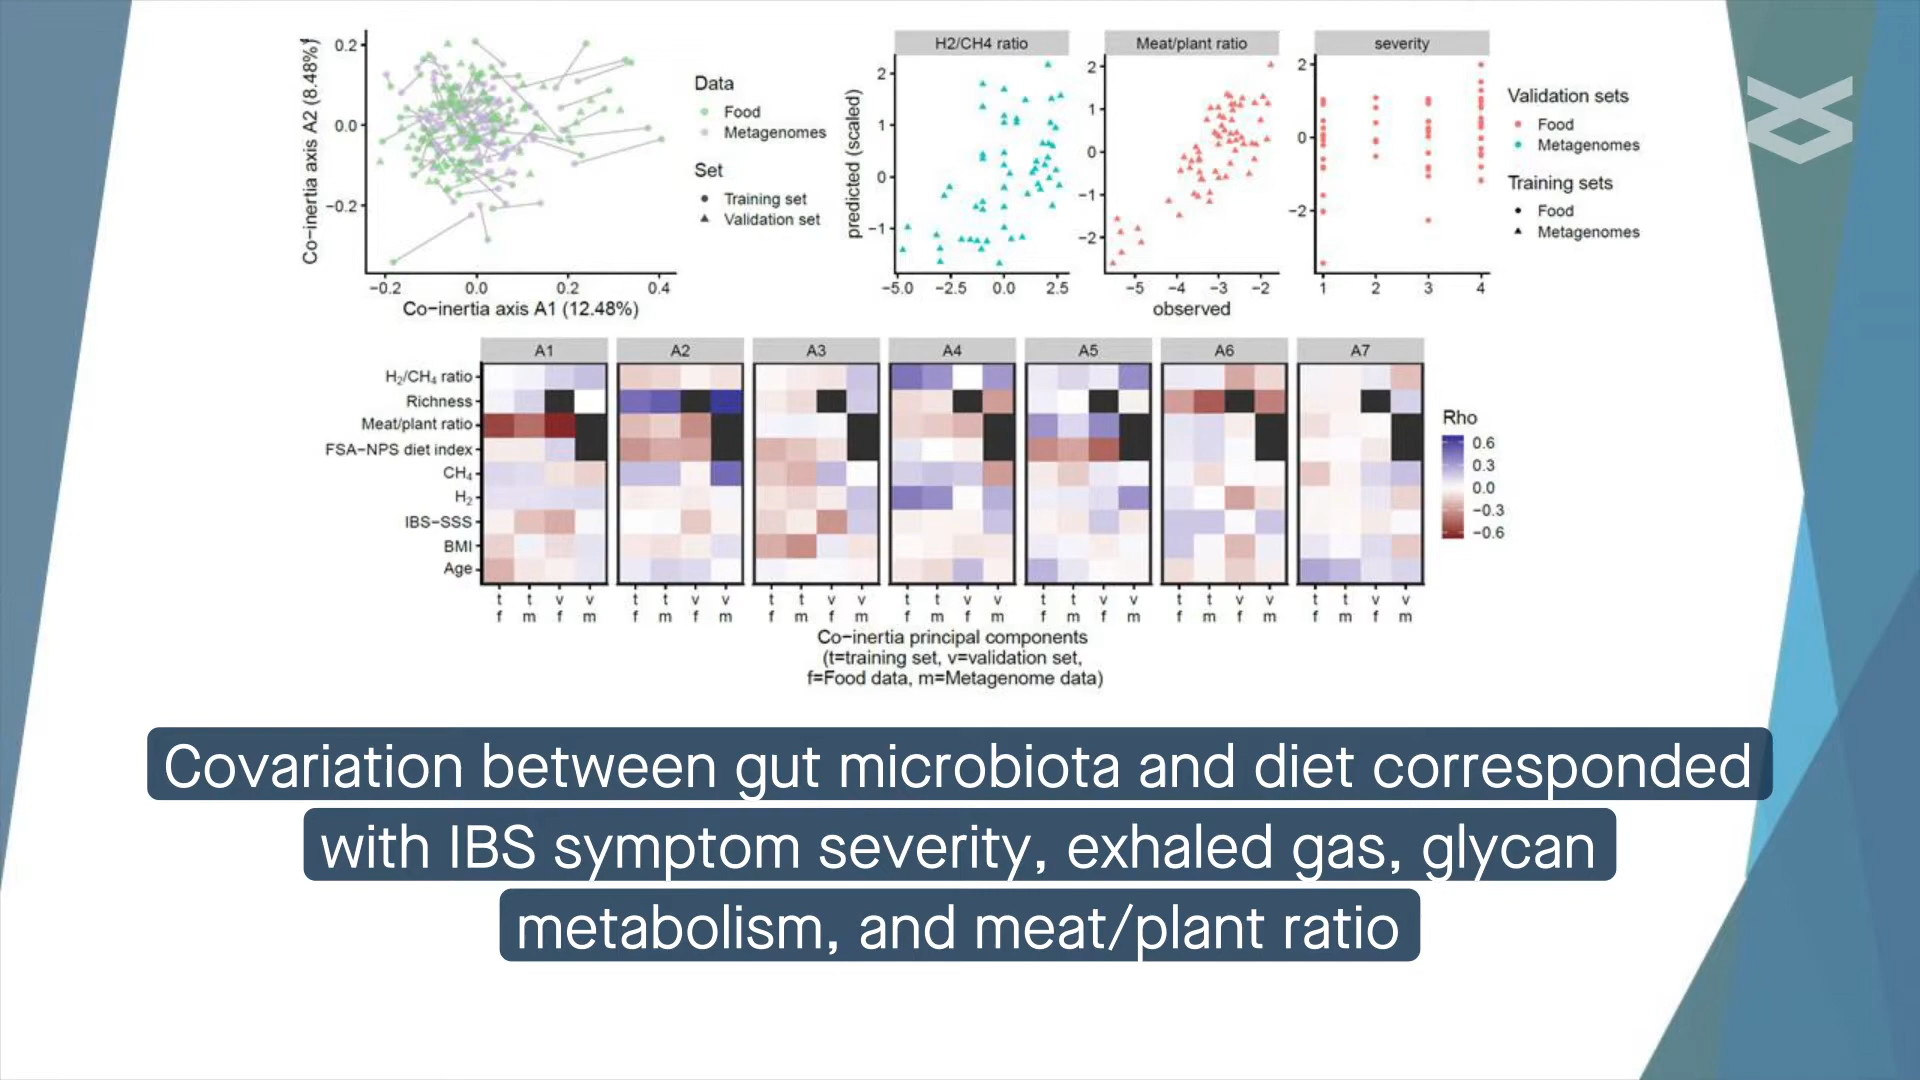 Co-inertia axis A2 (8.48%)
0.2
0.0
−0.2
−0.2 0.0 0.2 0.4
Co−inertia axis A1 (12.48%)
Data
Food
Metagenomes
Set
Training set
Validation set
predicted (scaled)
H2/CH4 ratio
2
1
0
−1
−5.0 −2.5 0.0 2.5
Meat/plant ratio
2
1
0
−1
−2
−5 −4 −3 −2
observed
severity
2
0
−2
1 2 3 4
Validation sets
Food
Metagenomes
Training sets
Food
Metagenomes
A1 A2 A3 A4 A5 A6 A7
H₂/CH₄ ratio
Richness
Meat/plant ratio
FSA−NPS diet index
CH₄
H₂
IBS−SSS
BMI
Age
t t v v t t v v t t v v t t v v t t v v t t v v t t v v
f m f m f m f m f m f m f m f m f m f m f m f m f m f m
Co−inertia principal components
(t=training set, v=validation set,
f=Food data, m=Metagenome data)
Rho
0.6
0.3
0.0
−0.3
−0.6
Covariation between gut microbiota and diet corresponded
with IBS symptom severity, exhaled gas, glycan
metabolism, and meat/plant ratio